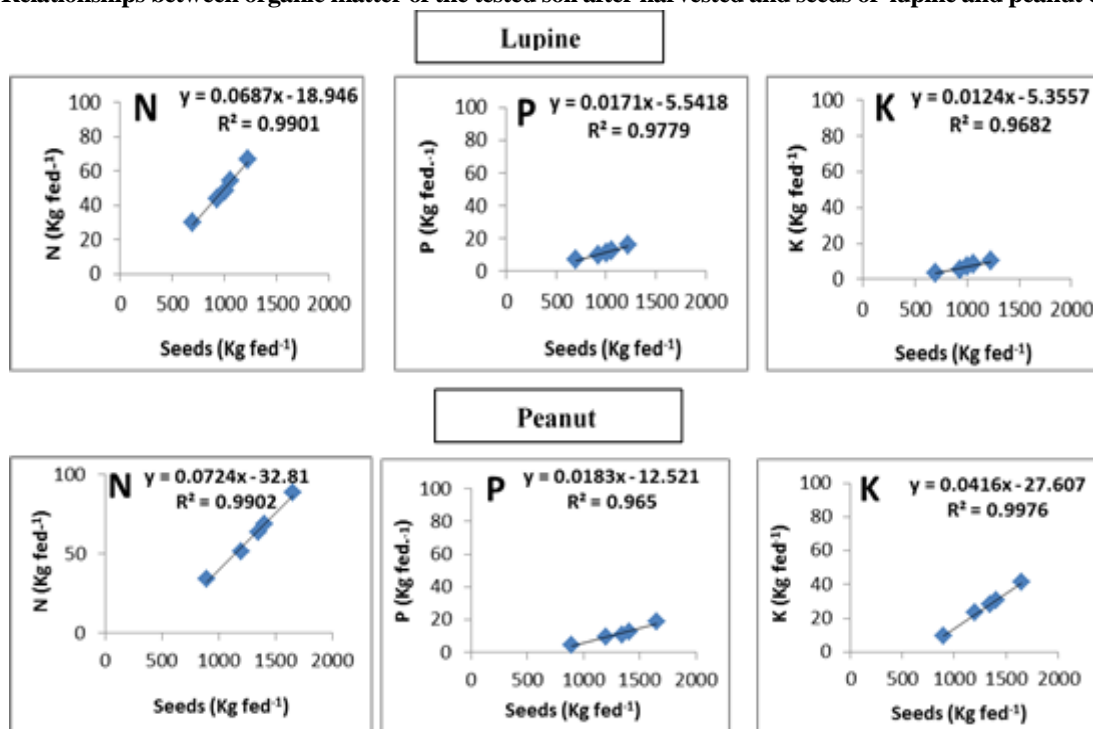 Relationships between organic matter of the tested soil after harvested and seeds of lupine and peanut
Lupine
N
y = 0.0687x - 18.946
R² = 0.9901
N (Kg fed-¹)
100
80
60
40
20
0
0 500 1000 1500 2000
Seeds (Kg fed-¹)
P
y = 0.0171x - 5.5418
R² = 0.9779
P (Kg fed.-¹)
100
80
60
40
20
0
0 500 1000 1500 2000
Seeds (Kg fed-¹)
K
y = 0.0124x - 5.3557
R² = 0.9682
K (Kg fed-¹)
100
80
60
40
20
0
0 500 1000 1500 2000
Seeds (Kg fed-¹)
Peanut
N
y = 0.0724x - 32.81
R² = 0.9902
N (Kg fed-¹)
100
50
0
0 500 1000 1500 2000
Seeds (Kg fed-¹)
P
y = 0.0183x - 12.521
R² = 0.965
P (Kg fed.-¹)
100
80
60
40
20
0
0 500 1000 1500 2000
Seeds (Kg fed-¹)
K
y = 0.0416x - 27.607
R² = 0.9976
K (Kg fed-¹)
100
80
60
40
20
0
0 500 1000 1500 2000
Seeds (Kg fed-¹)